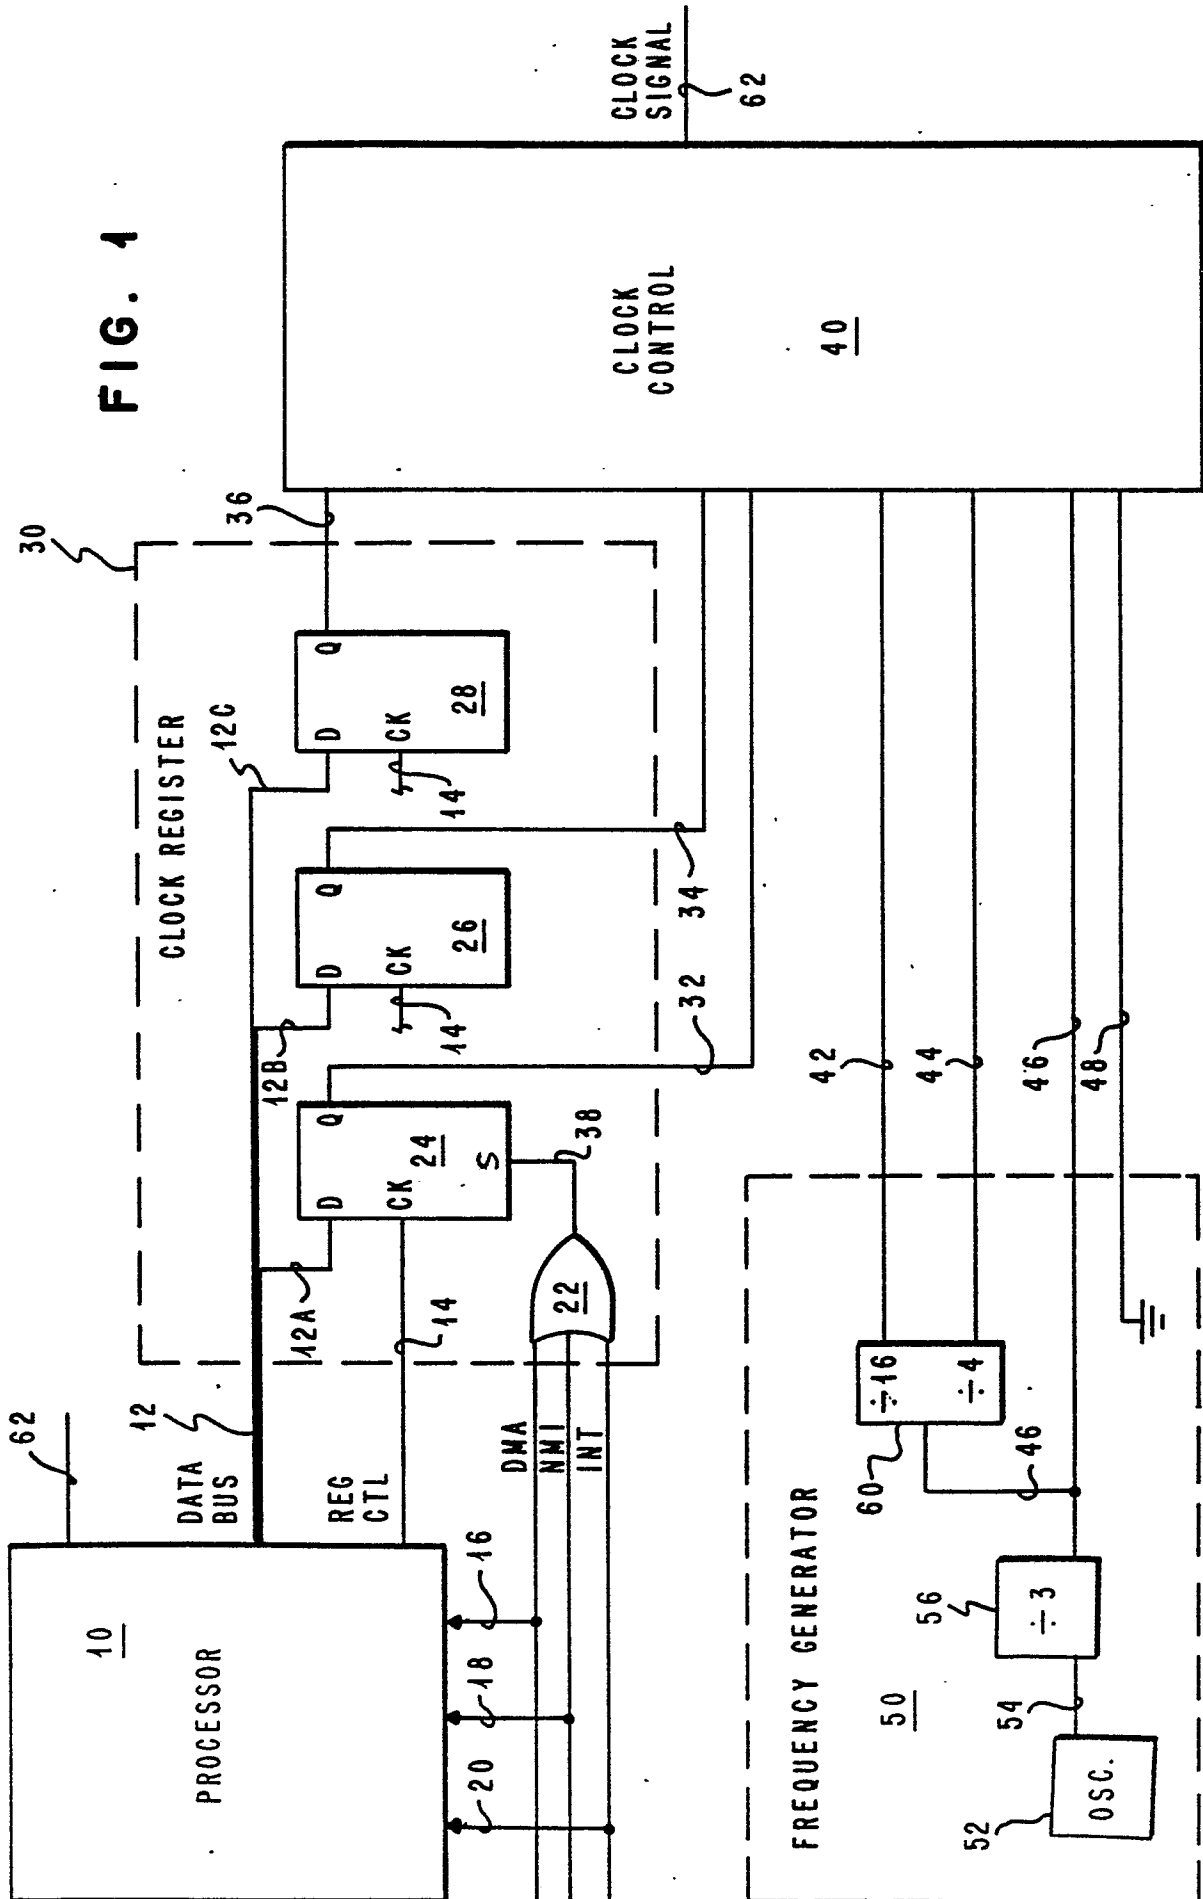 FIG. 1
62
10
PROCESSOR
DATA
BUS
12
REG
CTL
14
16
18
20
DMA
NMI
INT
30
CLOCK REGISTER
12A
12B
12C
D
Q
CK
24
S
38
22
D
Q
CK
26
14
D
Q
CK
28
14
36
34
32
CLOCK
CONTROL
40
CLOCK
SIGNAL
62
42
44
46
48
FREQUENCY GENERATOR
50
52
OSC.
54
56
÷3
46
60
÷16
÷4